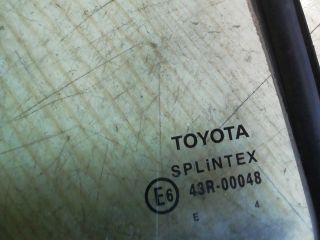 TOYOTA
SPLiNTEX
E6 43R-00048
E 4